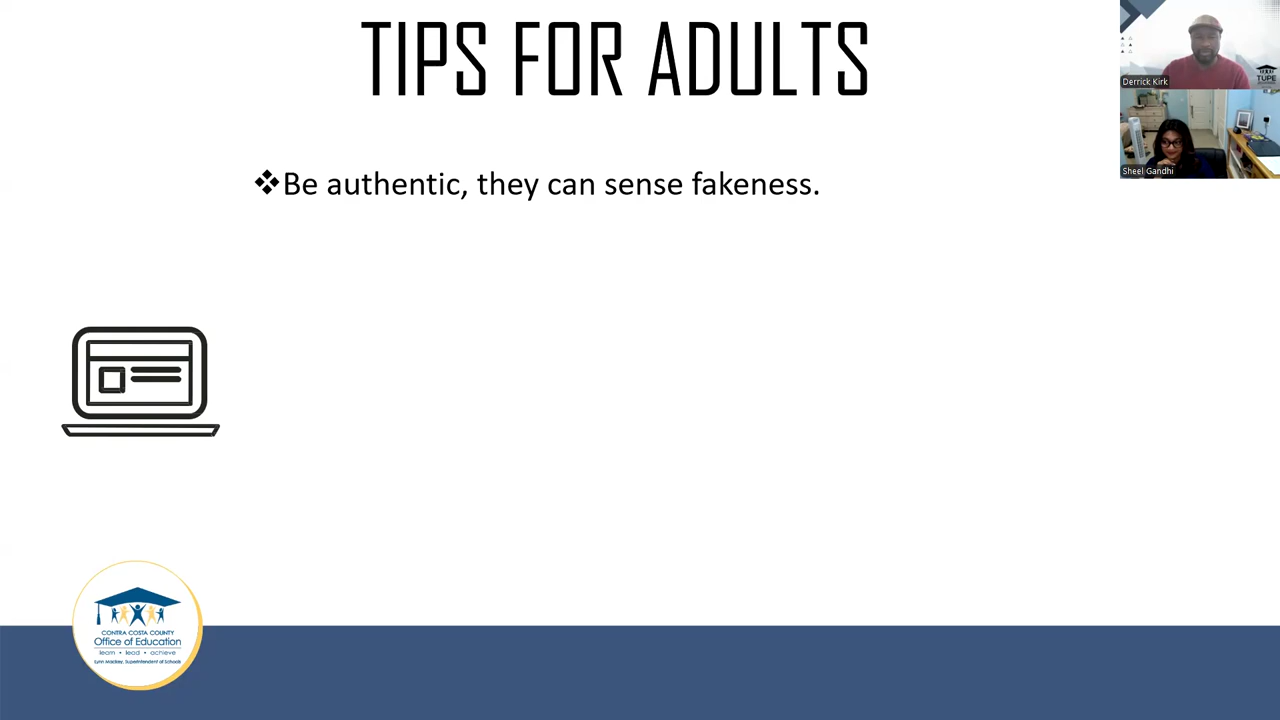 TIPS FOR ADULTS
❖Be authentic, they can sense fakeness.
Derrick Kirk
TUPE
Sheel Gandhi
CONTRA COSTA COUNTY
Office of Education
learn • lead • achieve
Lynn Mackey, Superintendent of Schools